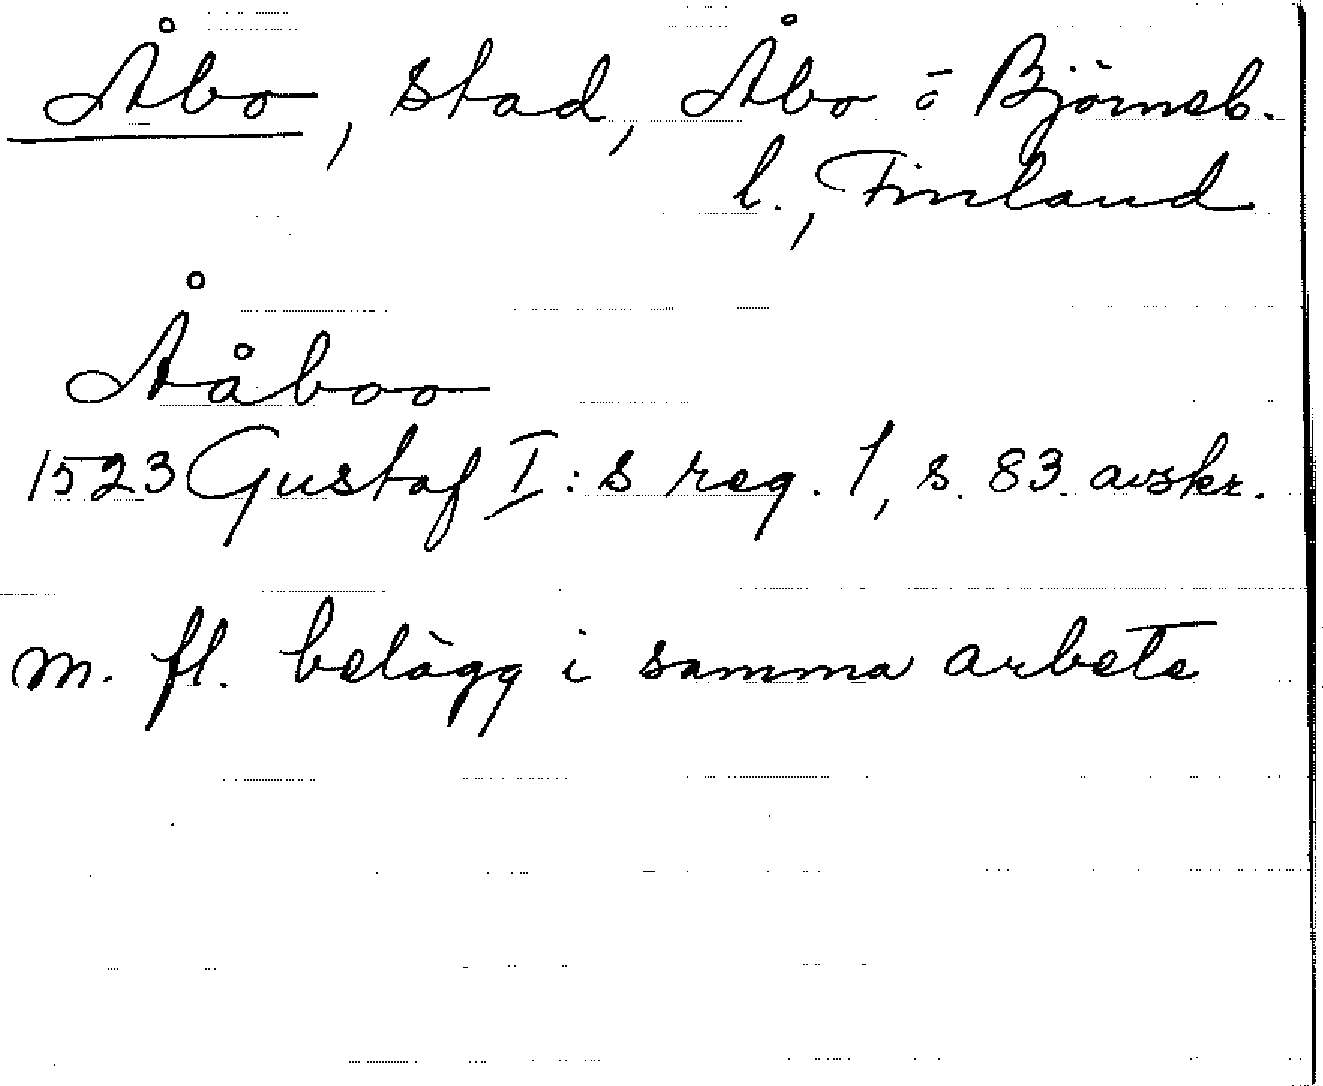 Åbo, stad, Åbo o Björneb.
l., Finland
Ååboo
1523 Gustaf I:s reg. 1, s. 83. avskr.
m. fl. belägg i samma arbete